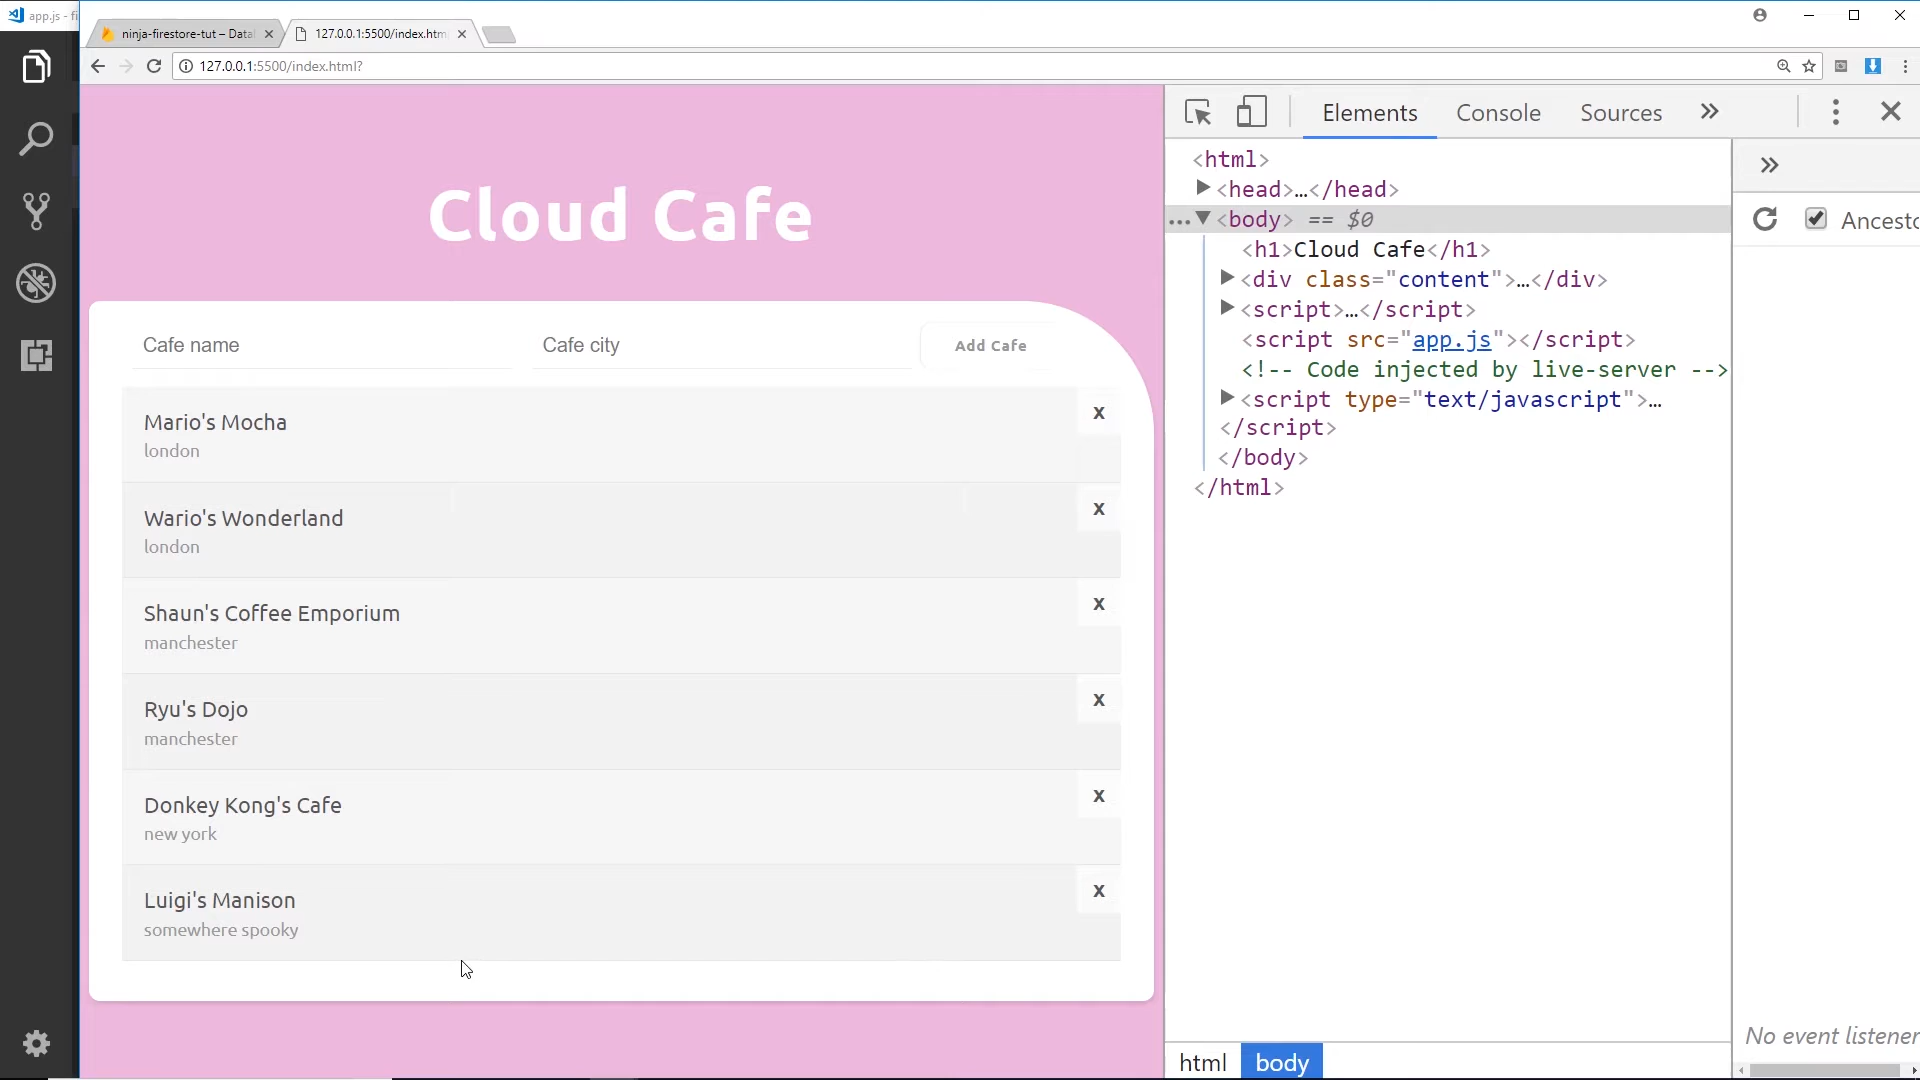 app.js - fi
ninja-firestore-tut – Datab
127.0.0.1:5500/index.htm
127.0.0.1:5500/index.html?
Elements
Console
Sources
Cloud Cafe
Cafe name
Cafe city
Add Cafe
Mario's Mocha
london
x
Wario's Wonderland
london
x
Shaun's Coffee Emporium
manchester
x
Ryu's Dojo
manchester
x
Donkey Kong's Cafe
new york
x
Luigi's Manison
somewhere spooky
x
<html>
<head>…</head>
…<body> == $0
<h1>Cloud Cafe</h1>
<div class="content">…</div>
<script>…</script>
<script src="app.js"></script>
<!-- Code injected by live-server -->
<script type="text/javascript">…
</script>
</body>
</html>
Ancesto
No event listener
html
body